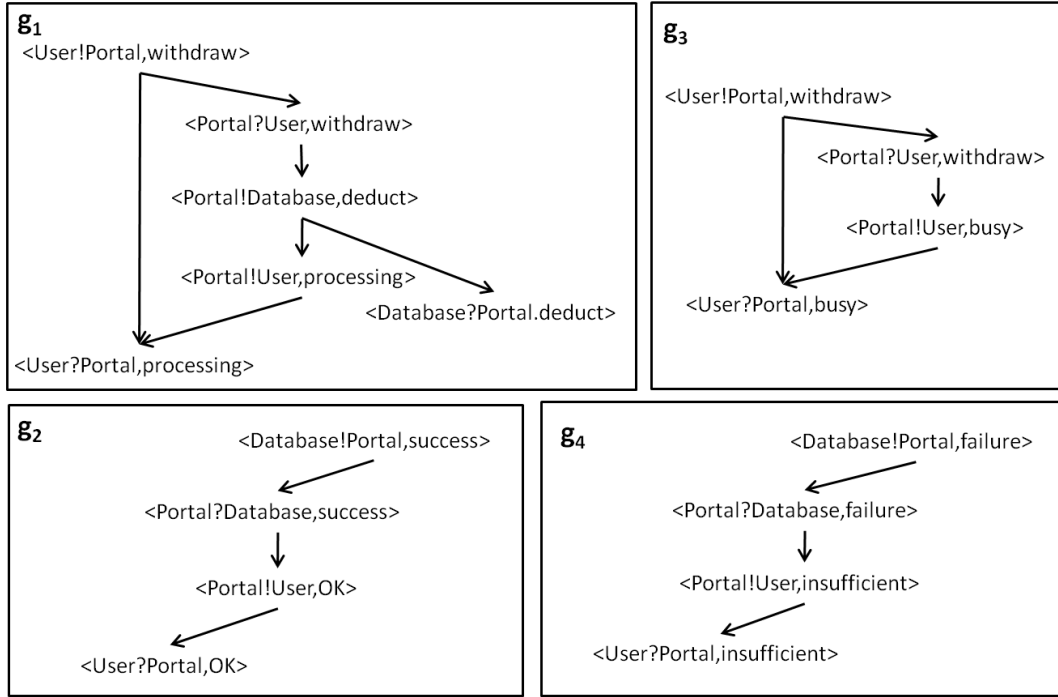 g₁
<User!Portal,withdraw>
<Portal?User,withdraw>
<Portal!Database,deduct>
<Portal!User,processing>
<Database?Portal.deduct>
<User?Portal,processing>
g₃
<User!Portal,withdraw>
<Portal?User,withdraw>
<Portal!User,busy>
<User?Portal,busy>
g₂
<Database!Portal,success>
<Portal?Database,success>
<Portal!User,OK>
<User?Portal,OK>
g₄
<Database!Portal,failure>
<Portal?Database,failure>
<Portal!User,insufficient>
<User?Portal,insufficient>